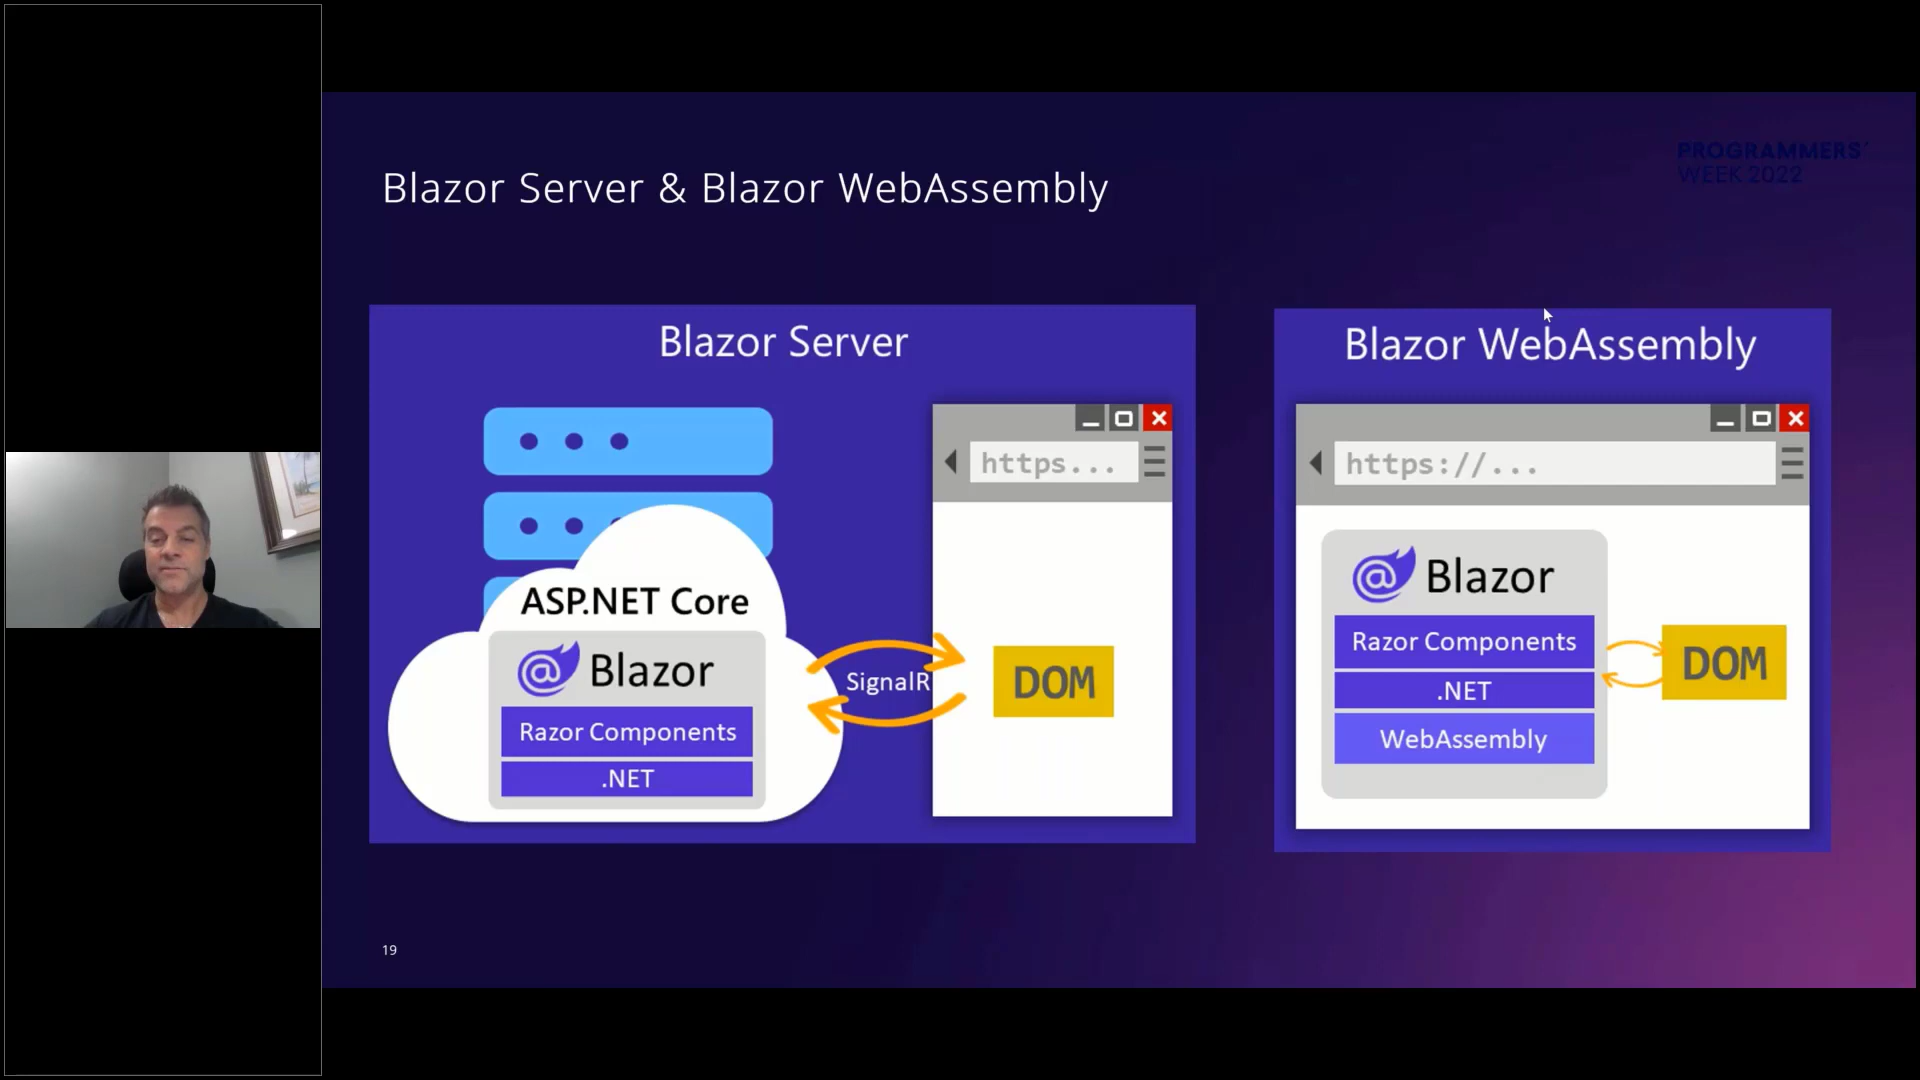 PROGRAMMERS'
WEEK 2022
Blazor Server & Blazor WebAssembly
Blazor Server
https...
ASP.NET Core
@ Blazor
Razor Components
.NET
SignalR
DOM
Blazor WebAssembly
https://...
@ Blazor
Razor Components
.NET
WebAssembly
DOM
19